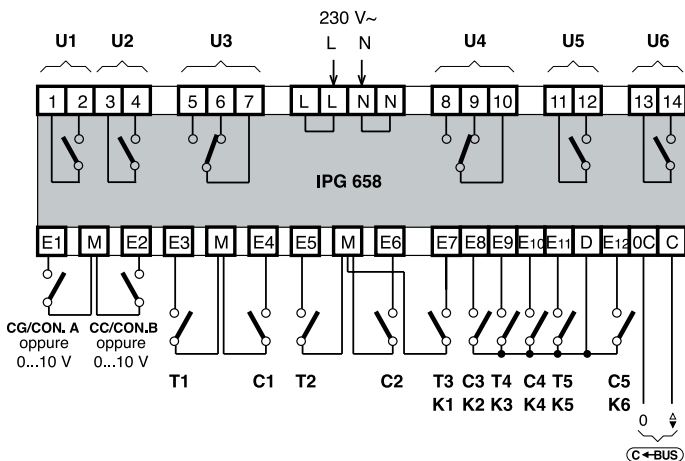 230 V~
U1 U2 U3 L N U4 U5 U6
1 2 3 4 5 6 7 L L N N 8 9 10 11 12 13 14
IPG 658
E1 M E2 E3 M E4 E5 M E6 E7 E8 E9 E10 E11 D E12 0C C
CG/CON. A CC/CON.B
oppure oppure
0...10 V 0...10 V
T1 C1 T2 C2 T3 C3 T4 C4 T5 C5
K1 K2 K3 K4 K5 K6
0
C BUS